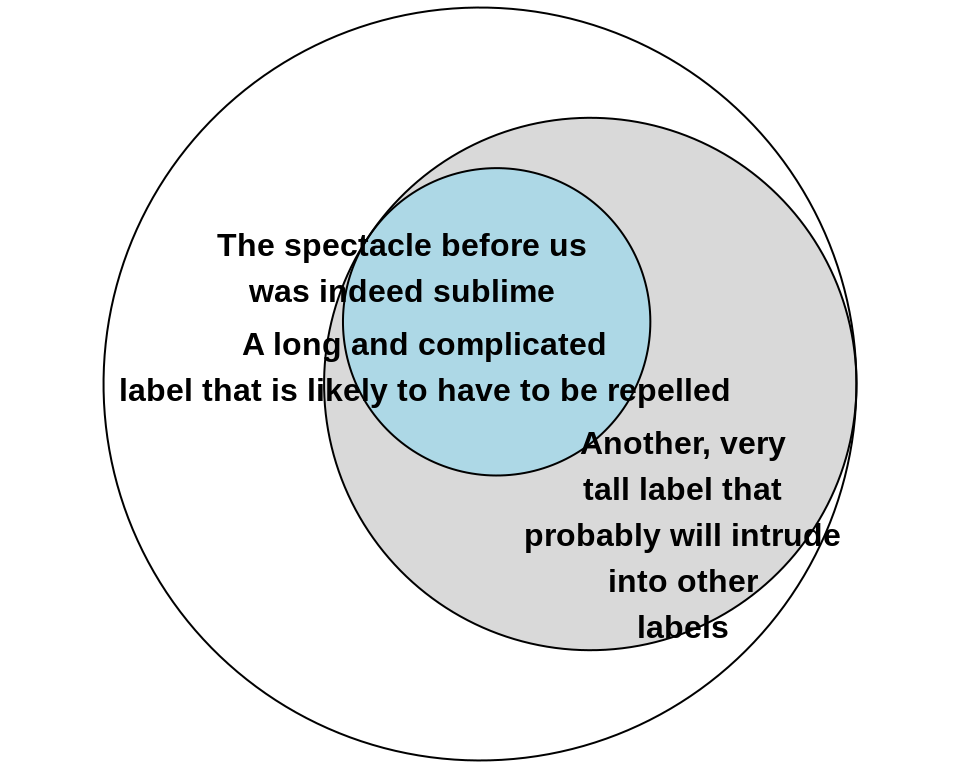 The spectacle before us
was indeed sublime
A long and complicated
label that is likely to have to be repelled
Another, very
tall label that
probably will intrude
into other
labels